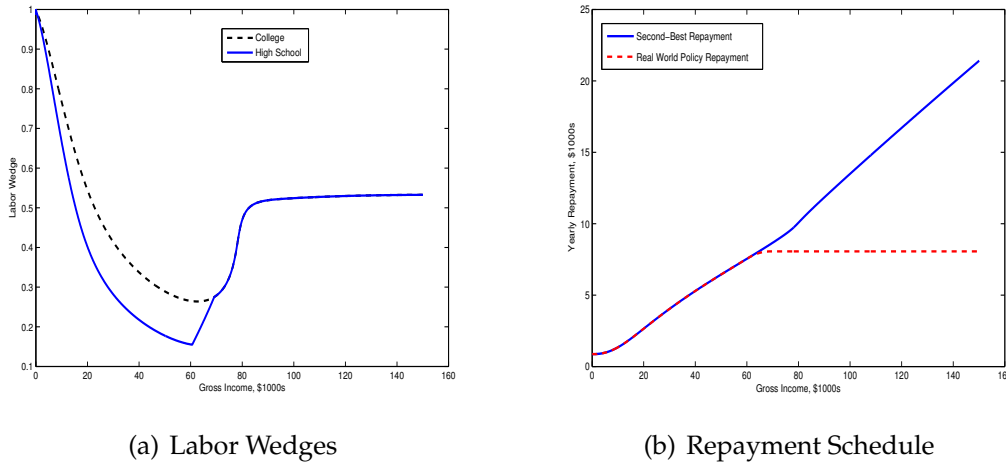 1
0.9
0.8
0.7
0.6
0.5
0.4
0.3
0.2
0.1
Labor Wedge
College
High School
0 20 40 60 80 100 120 140 160
Gross Income, $1000s
(a) Labor Wedges
25
20
15
10
5
0
Yearly Repayment, $1000s
Second-Best Repayment
Real World Policy Repayment
0 20 40 60 80 100 120 140 160
Gross Income, $1000s
(b) Repayment Schedule